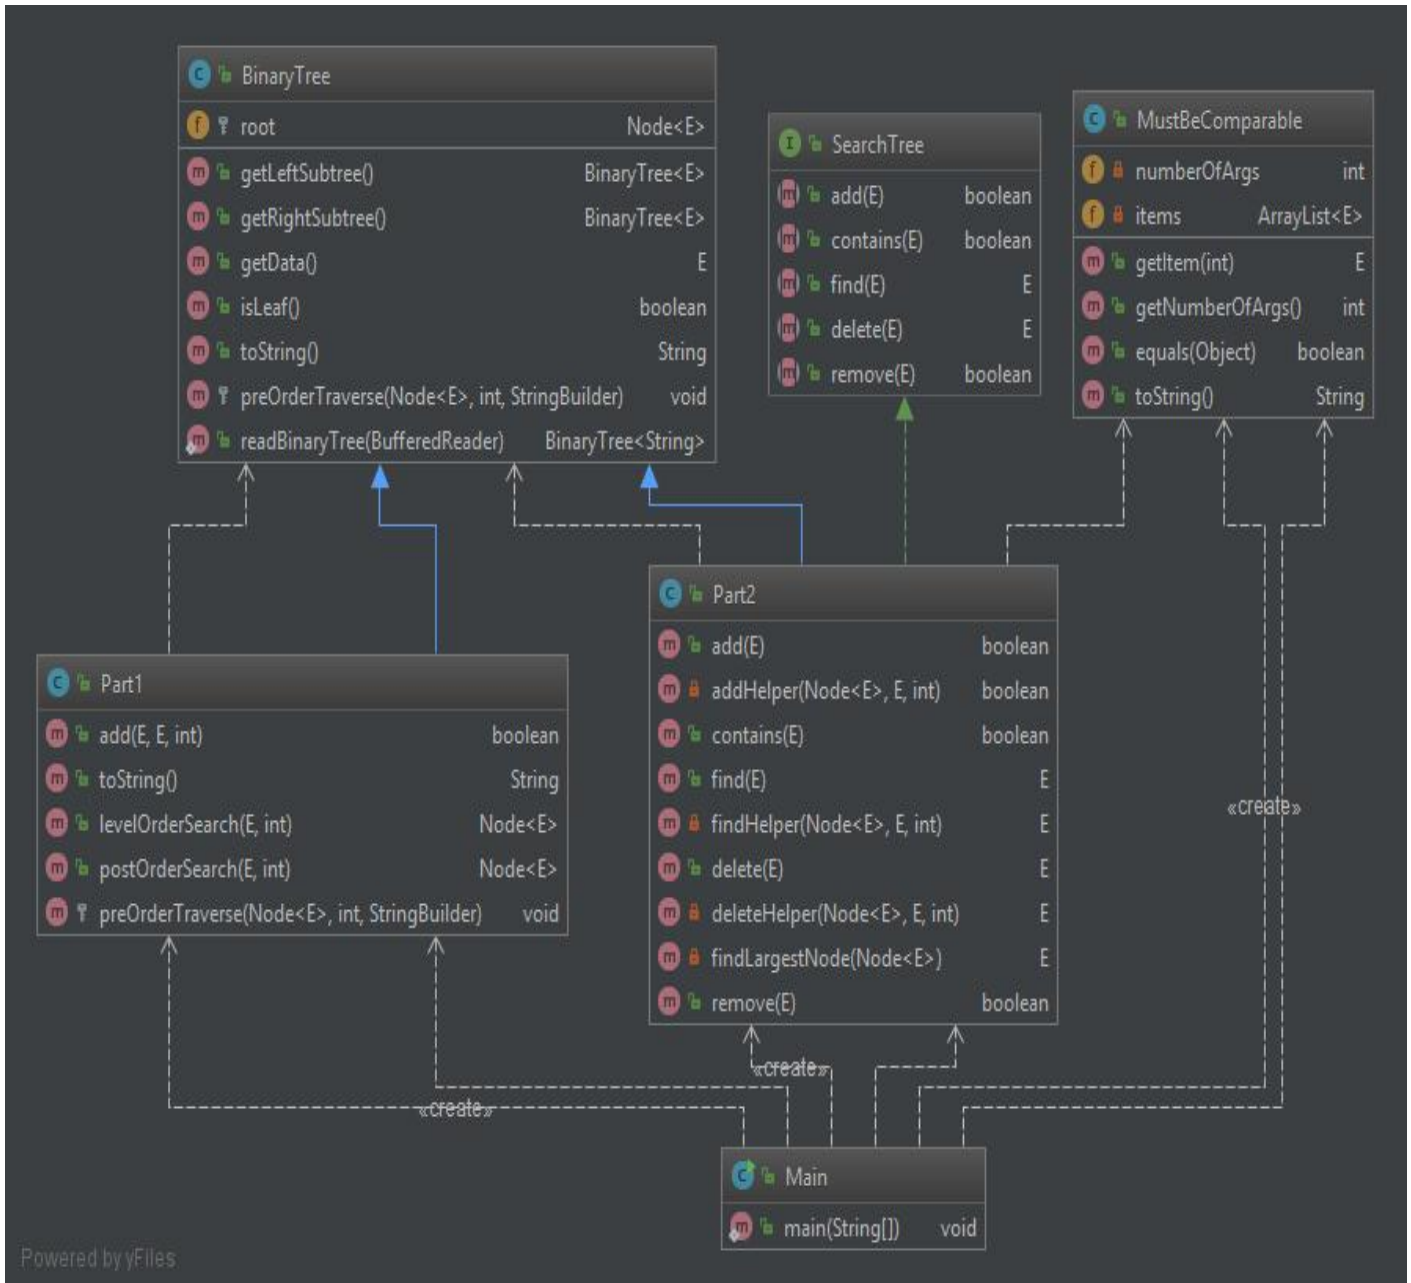 BinaryTree
root Node<E>
getLeftSubtree() BinaryTree<E>
getRightSubtree() BinaryTree<E>
getData() E
isLeaf() boolean
toString() String
preOrderTraverse(Node<E>, int, StringBuilder) void
readBinaryTree(BufferedReader) BinaryTree<String>
SearchTree
add(E) boolean
contains(E) boolean
find(E) E
delete(E) E
remove(E) boolean
MustBeComparable
numberOfArgs int
items ArrayList<E>
getItem(int) E
getNumberOfArgs() int
equals(Object) boolean
toString() String
Part1
add(E, E, int) boolean
toString() String
levelOrderSearch(E, int) Node<E>
postOrderSearch(E, int) Node<E>
preOrderTraverse(Node<E>, int, StringBuilder) void
Part2
add(E) boolean
addHelper(Node<E>, E, int) boolean
contains(E) boolean
find(E) E
findHelper(Node<E>, E, int) E
delete(E) E
deleteHelper(Node<E>, E, int) E
findLargestNode(Node<E>) E
remove(E) boolean
«create»
«create»
«create»
Main
main(String[]) void
Powered by yFiles